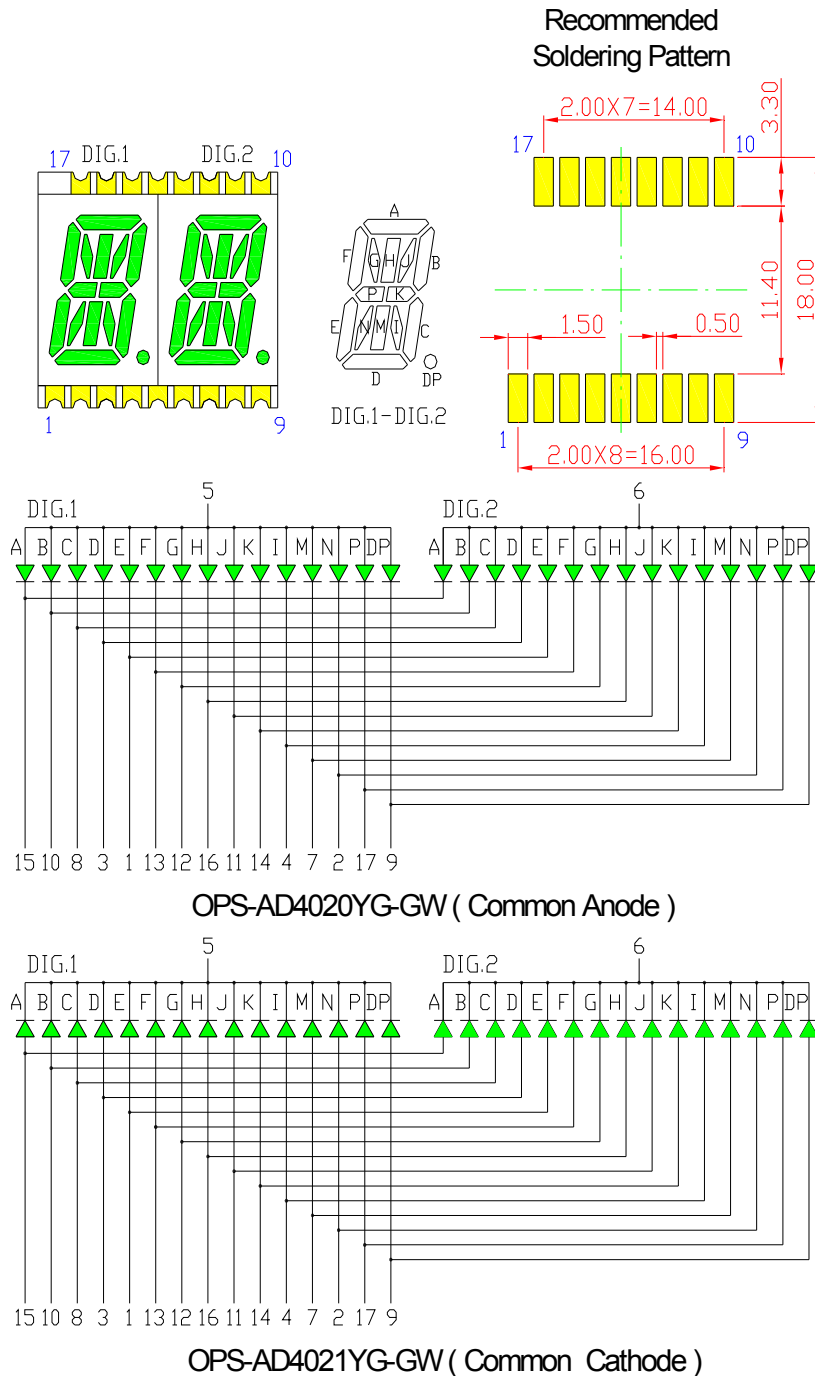 Recommended
Soldering Pattern
2.00X7=14.00
3.30
17 10
17 DIG.1 DIG.2 10
A
F G H J B
P K
E N M I C
D DP
DIG.1-DIG.2
11.40
18.00
1.50 0.50
1 9
1 9
2.00X8=16.00
5 6
DIG.1 DIG.2
A B C D E F G H J K I M N P DP A B C D E F G H J K I M N P DP
15 10 8 3 1 13 12 16 11 14 4 7 2 17 9
OPS-AD4020YG-GW ( Common Anode )
5 6
DIG.1 DIG.2
A B C D E F G H J K I M N P DP A B C D E F G H J K I M N P DP
15 10 8 3 1 13 12 16 11 14 4 7 2 17 9
OPS-AD4021YG-GW ( Common Cathode )